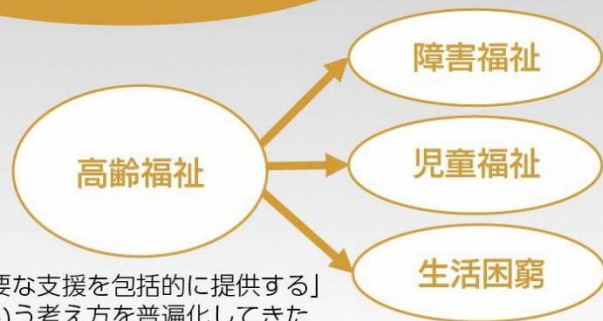 障害福祉
高齢福祉
児童福祉
生活困窮
要な支援を包括的に提供する」
いう考え方を普遍化してきた